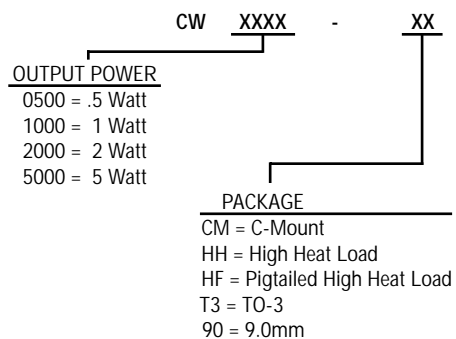 CW XXXX - XX
OUTPUT POWER
0500 = .5 Watt
1000 = 1 Watt
2000 = 2 Watt
5000 = 5 Watt
PACKAGE
CM = C-Mount
HH = High Heat Load
HF = Pigtailed High Heat Load
T3 = TO-3
90 = 9.0mm